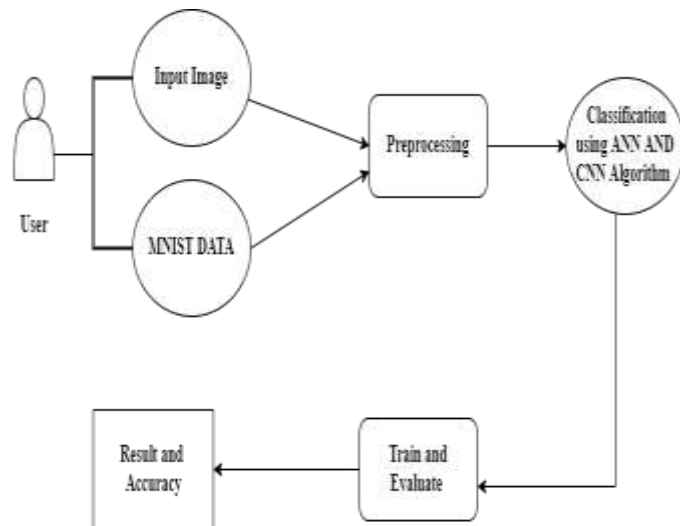 Input Image
User
MNIST DATA
Preprocessing
Classification
using ANN AND
CNN Algorithm
Train and
Evaluate
Result and
Accuracy